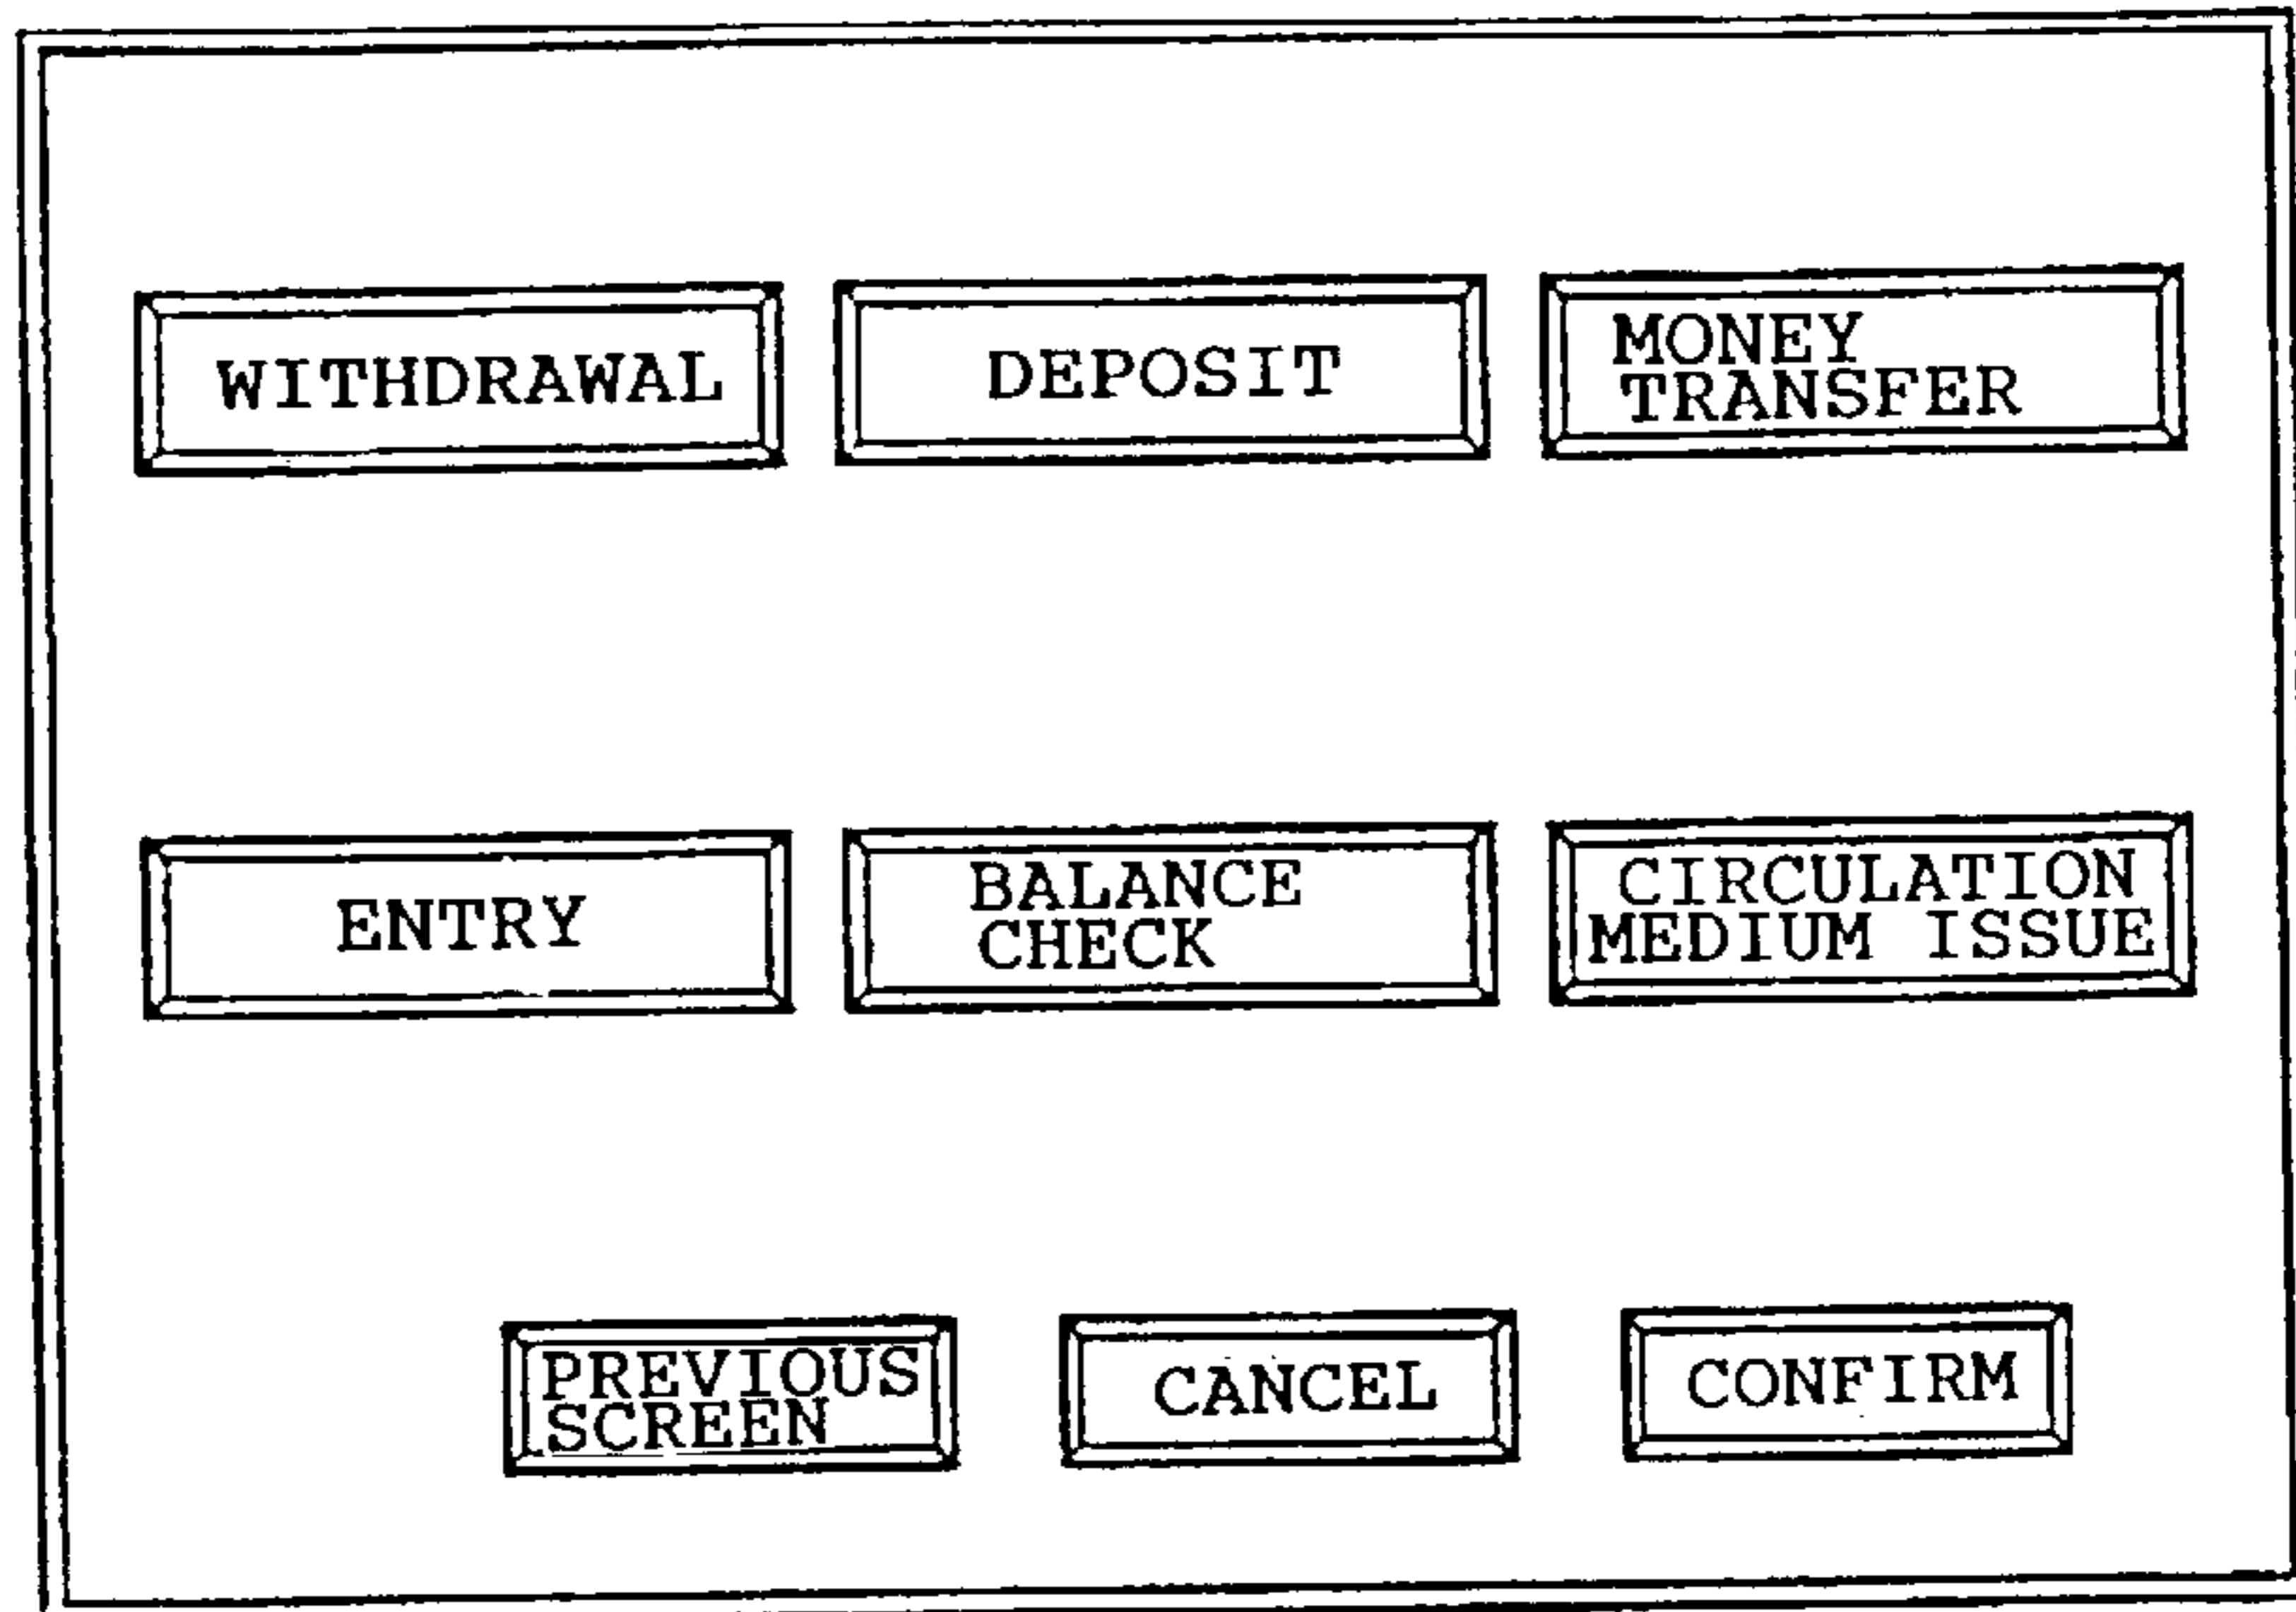 WITHDRAWAL
DEPOSIT
MONEY
TRANSFER
ENTRY
BALANCE
CHECK
CIRCULATION
MEDIUM ISSUE
PREVIOUS
SCREEN
CANCEL
CONFIRM